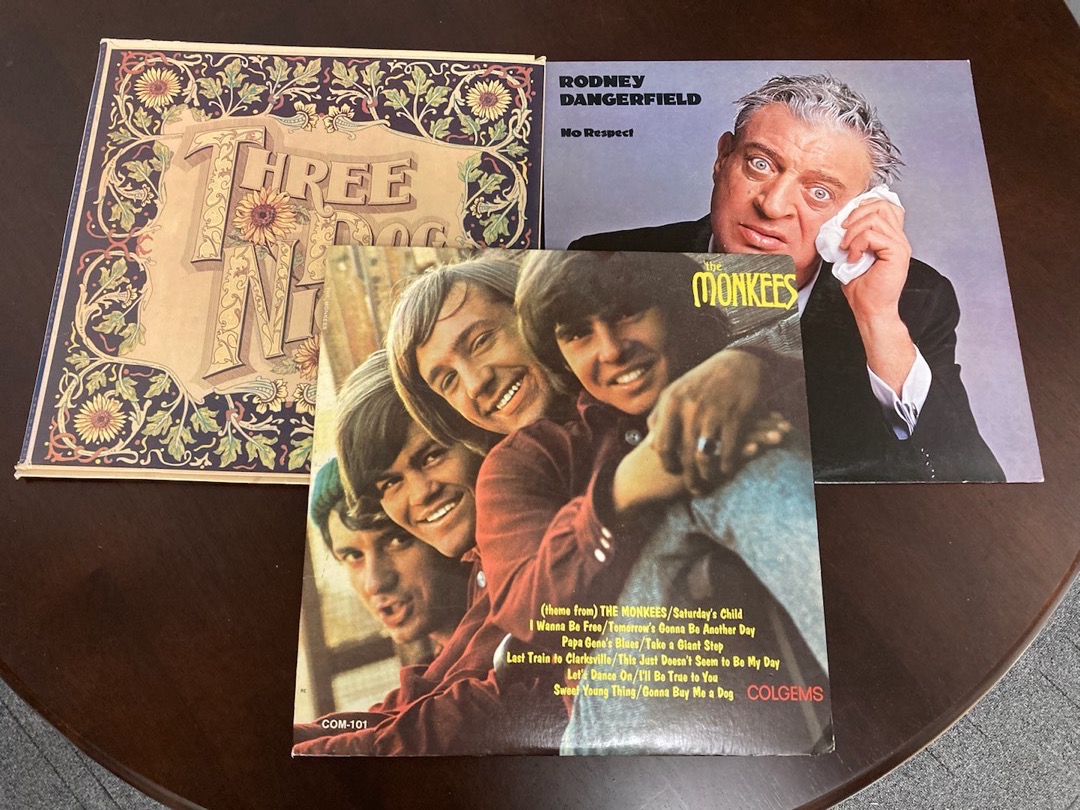 THREE
DOG
NI
RODNEY
DANGERFIELD
No Respect
the
MONKEES
(theme from) THE MONKEES/Saturday's Child
I Wanna Be Free/Tomorrow's Gonna Be Another Day
Papa Gene's Blues/Take a Giant Step
Last Train to Clarksville/This Just Doesn't Seem to Be My Day
Let's Dance On/I'll Be True to You
Sweet Young Thing/Gonna Buy Me a Dog
COLGEMS
COM-101